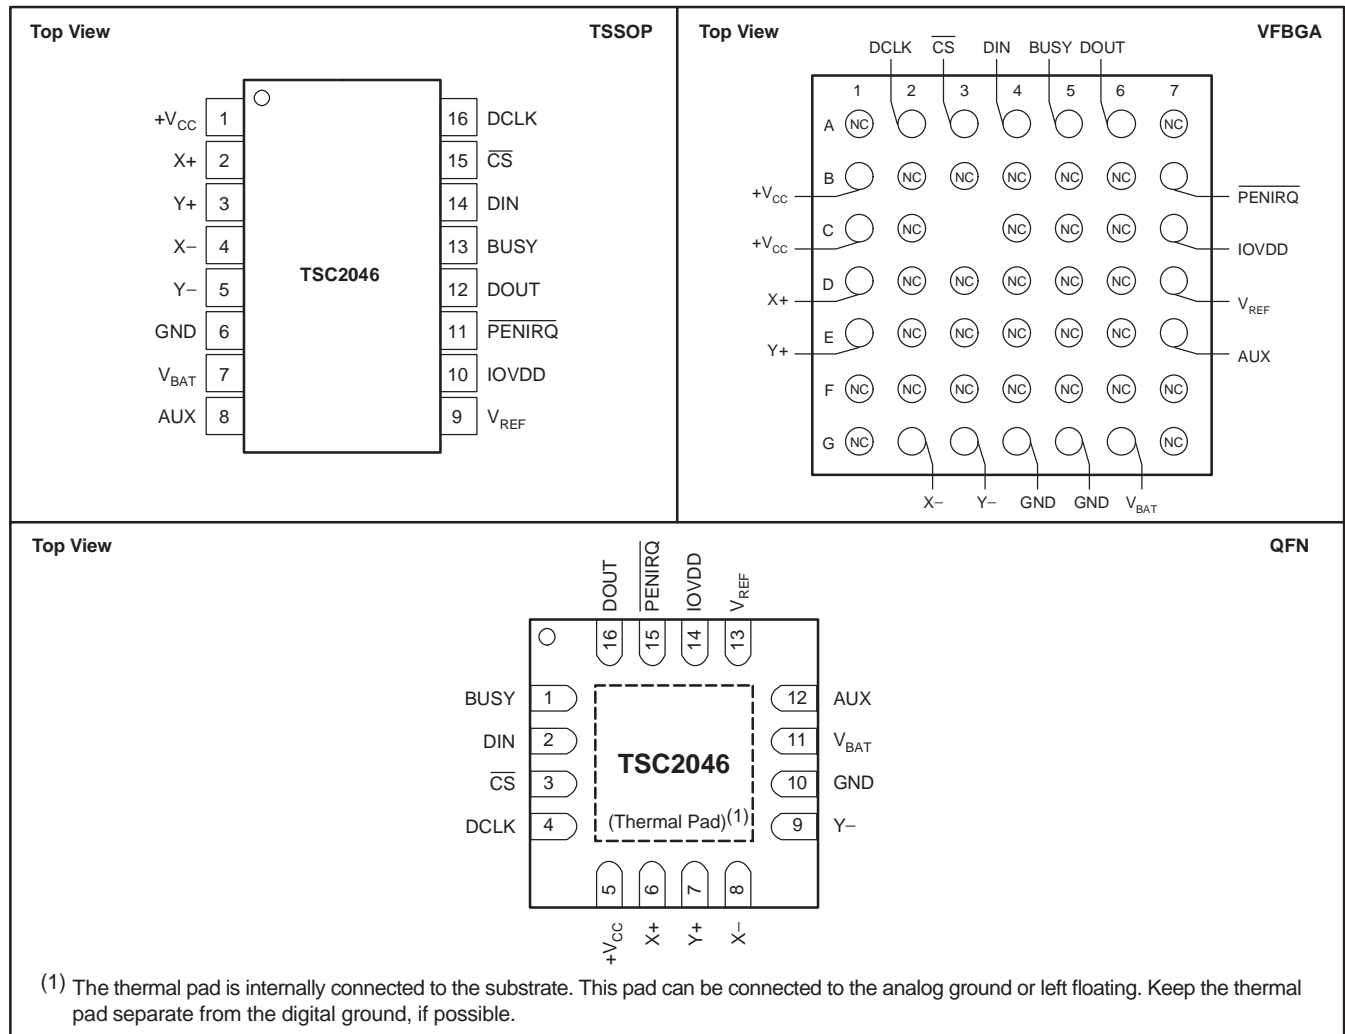 Top View TSSOP
+VCC 1 16 DCLK
X+ 2 15 CS
Y+ 3 14 DIN
X− 4 13 BUSY
TSC2046
Y− 5 12 DOUT
GND 6 11 PENIRQ
VBAT 7 10 IOVDD
AUX 8 9 VREF
Top View VFBGA
DCLK CS DIN BUSY DOUT
1 2 3 4 5 6 7
A NC NC
B NC NC NC NC NC
+VCC PENIRQ
C NC NC NC NC
+VCC IOVDD
D NC NC NC NC NC
X+ VREF
E NC NC NC NC NC
Y+ AUX
F NC NC NC NC NC NC NC
G NC NC
X− Y− GND GND VBAT
Top View QFN
DOUT PENIRQ IOVDD VREF
16 15 14 13
BUSY 1 12 AUX
DIN 2 11 VBAT
TSC2046
CS 3 10 GND
DCLK 4 (Thermal Pad)(1) 9 Y−
5 6 7 8
+VCC X+ Y+ X−
(1) The thermal pad is internally connected to the substrate. This pad can be connected to the analog ground or left floating. Keep the thermal
pad separate from the digital ground, if possible.